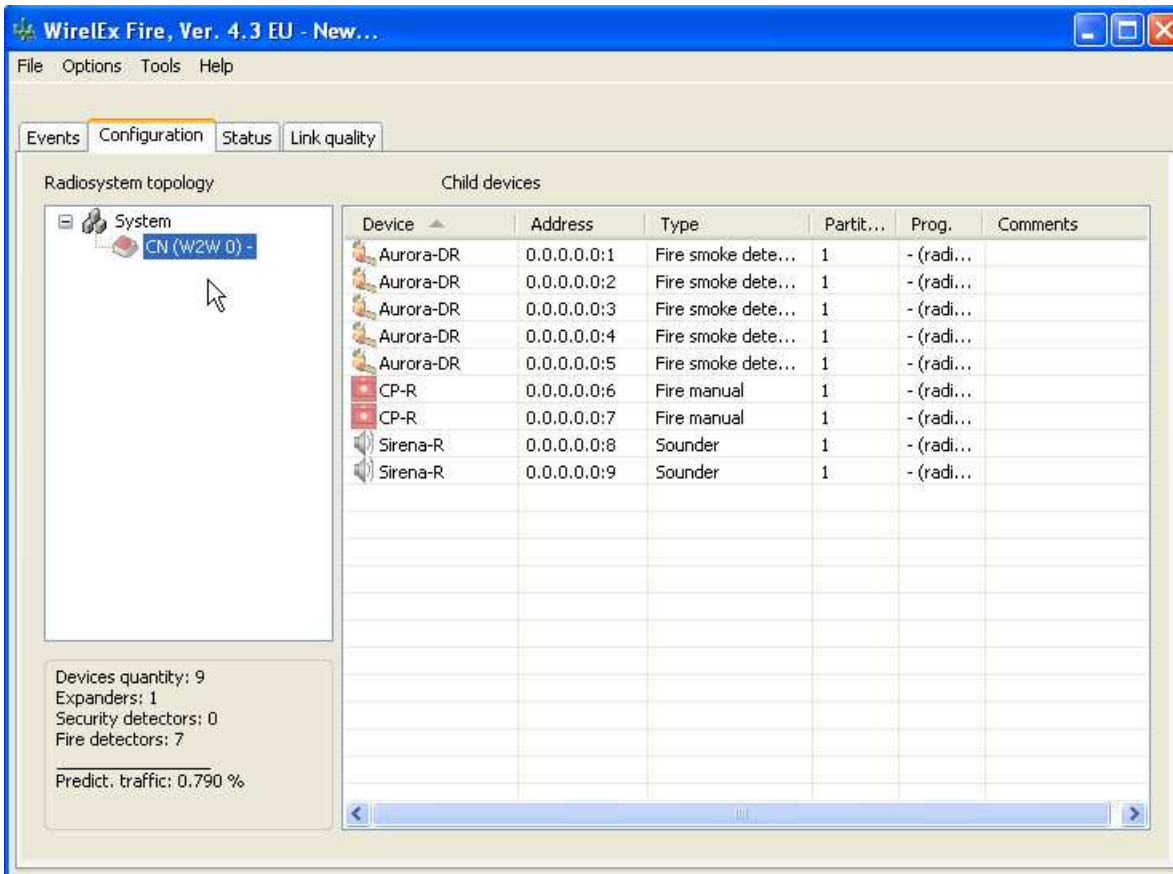 WirelEx Fire, Ver. 4.3 EU - New...
File Options Tools Help
Events Configuration Status Link quality
Radiosystem topology Child devices
System
CN (W2W 0) -
Device Address Type Partit... Prog. Comments
Aurora-DR 0.0.0.0.0:1 Fire smoke dete... 1 - (radi...
Aurora-DR 0.0.0.0.0:2 Fire smoke dete... 1 - (radi...
Aurora-DR 0.0.0.0.0:3 Fire smoke dete... 1 - (radi...
Aurora-DR 0.0.0.0.0:4 Fire smoke dete... 1 - (radi...
Aurora-DR 0.0.0.0.0:5 Fire smoke dete... 1 - (radi...
CP-R 0.0.0.0.0:6 Fire manual 1 - (radi...
CP-R 0.0.0.0.0:7 Fire manual 1 - (radi...
Sirena-R 0.0.0.0.0:8 Sounder 1 - (radi...
Sirena-R 0.0.0.0.0:9 Sounder 1 - (radi...
Devices quantity: 9
Expanders: 1
Security detectors: 0
Fire detectors: 7
Predict. traffic: 0.790 %